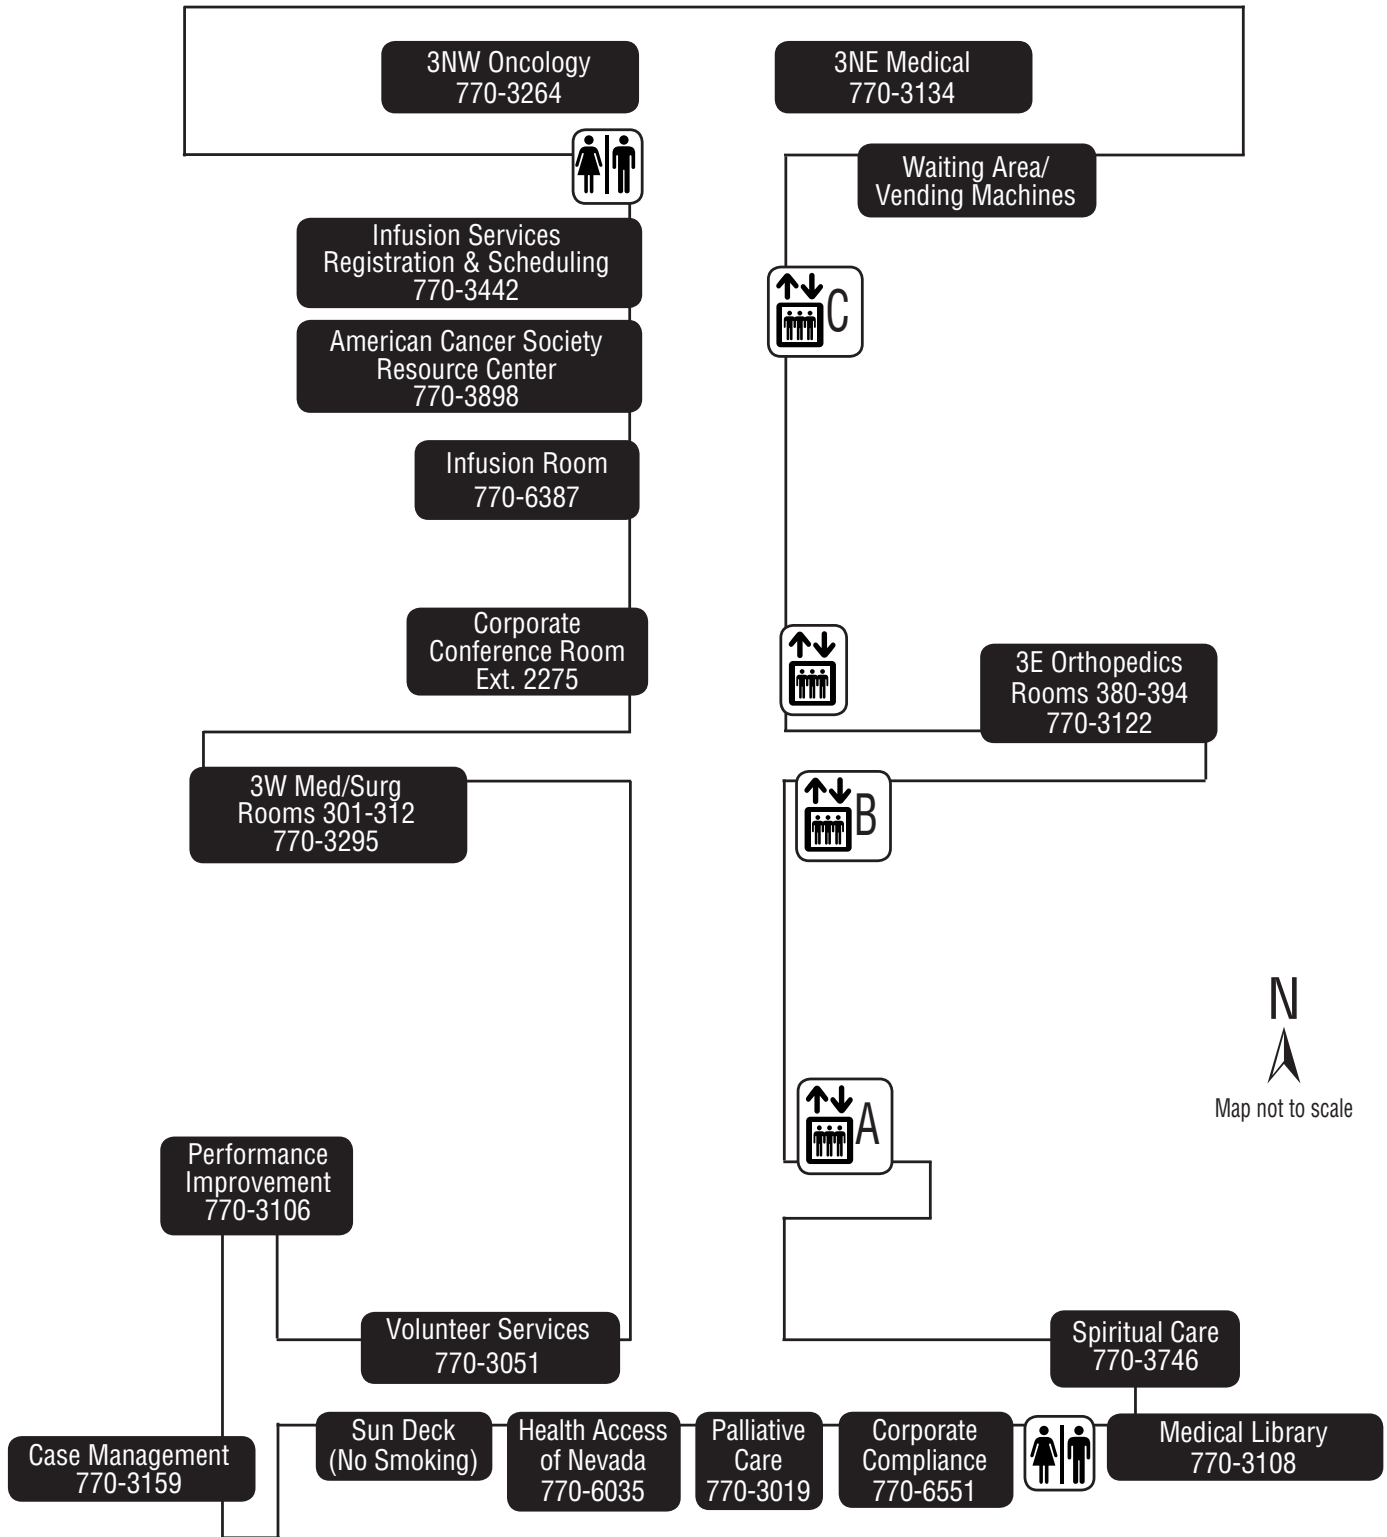 3NW Oncology
770-3264
3NE Medical
770-3134
Waiting Area/
Vending Machines
Infusion Services
Registration & Scheduling
770-3442
C
American Cancer Society
Resource Center
770-3898
Infusion Room
770-6387
Corporate
Conference Room
Ext. 2275
3E Orthopedics
Rooms 380-394
770-3122
3W Med/Surg
Rooms 301-312
770-3295
B
N
Map not to scale
A
Performance
Improvement
770-3106
Volunteer Services
770-3051
Spiritual Care
770-3746
Case Management
770-3159
Sun Deck
(No Smoking)
Health Access
of Nevada
770-6035
Palliative
Care
770-3019
Corporate
Compliance
770-6551
Medical Library
770-3108